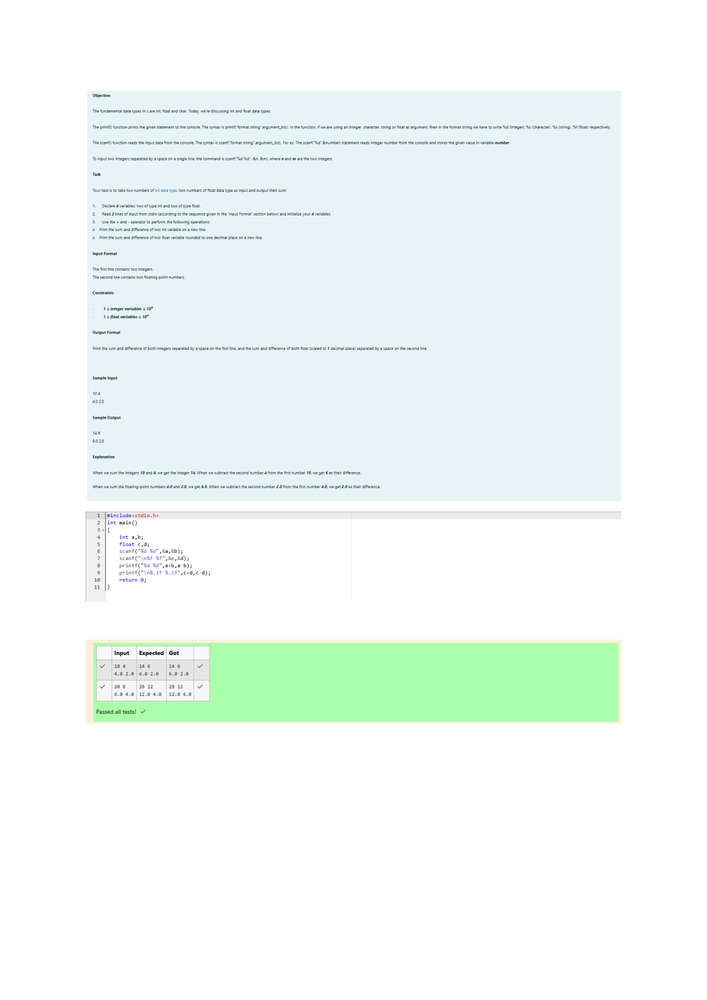 Objective
The fundamental data types in c are int, float and char. Today, we're discussing int and float data types.
The printf() function prints the given statement to the console. The syntax is printf("format string",argument_list);. In the function, if we are using an integer, character, string or float as argument, then in the format string we have to write %d (integer), %c (character), %s (string), %f (float) respectively.
The scanf() function reads the input data from the console. The syntax is scanf("format string",argument_list);. For ex: The scanf("%d",&number) statement reads integer number from the console and stores the given value in variable number.
To input two integers separated by a space on a single line, the command is scanf("%d %d", &n, &m), where n and m are the two integers.
Task
Your task is to take two numbers of int data type, two numbers of float data type as input and output their sum:
1. Declare 4 variables: two of type int and two of type float.
2. Read 2 lines of input from stdin (according to the sequence given in the 'Input Format' section below) and initialize your 4 variables.
3. Use the + and - operator to perform the following operations:
o Print the sum and difference of two int variable on a new line.
o Print the sum and difference of two float variable rounded to one decimal place on a new line.
Input Format
The first line contains two integers.
The second line contains two floating point numbers.
Constraints
· 1 ≤ integer variables ≤ 10⁴
· 1 ≤ float variables ≤ 10⁴
Output Format
Print the sum and difference of both integers separated by a space on the first line, and the sum and difference of both float (scaled to 1 decimal place) separated by a space on the second line.
Sample Input
10 4
4.0 2.0
Sample Output
14 6
6.0 2.0
Explanation
When we sum the integers 10 and 4, we get the integer 14. When we subtract the second number 4 from the first number 10, we get 6 as their difference.
When we sum the floating-point numbers 4.0 and 2.0, we get 6.0. When we subtract the second number 2.0 from the first number 4.0, we get 2.0 as their difference.
1 #include<stdio.h>
2 int main()
3 {
4 int a,b;
5 float c,d;
6 scanf("%d %d",&a,&b);
7 scanf("\n%f %f",&c,&d);
8 printf("%d %d",a+b,a-b);
9 printf("\n%.1f %.1f",c+d,c-d);
10 return 0;
11 }
Input Expected Got
10 4 14 6 14 6
4.0 2.0 6.0 2.0 6.0 2.0
20 8 28 12 28 12
8.0 4.0 12.0 4.0 12.0 4.0
Passed all tests!